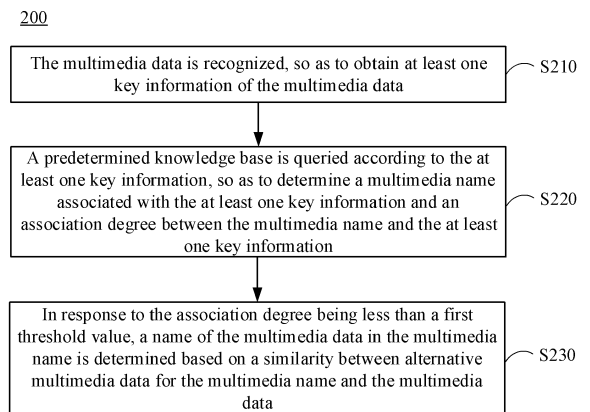 200
The multimedia data is recognized, so as to obtain at least one
key information of the multimedia data
S210
A predetermined knowledge base is queried according to the at
least one key information, so as to determine a multimedia name
associated with the at least one key information and an
association degree between the multimedia name and the at least
one key information
S220
In response to the association degree being less than a first
threshold value, a name of the multimedia data in the multimedia
name is determined based on a similarity between alternative
multimedia data for the multimedia name and the multimedia
data
S230